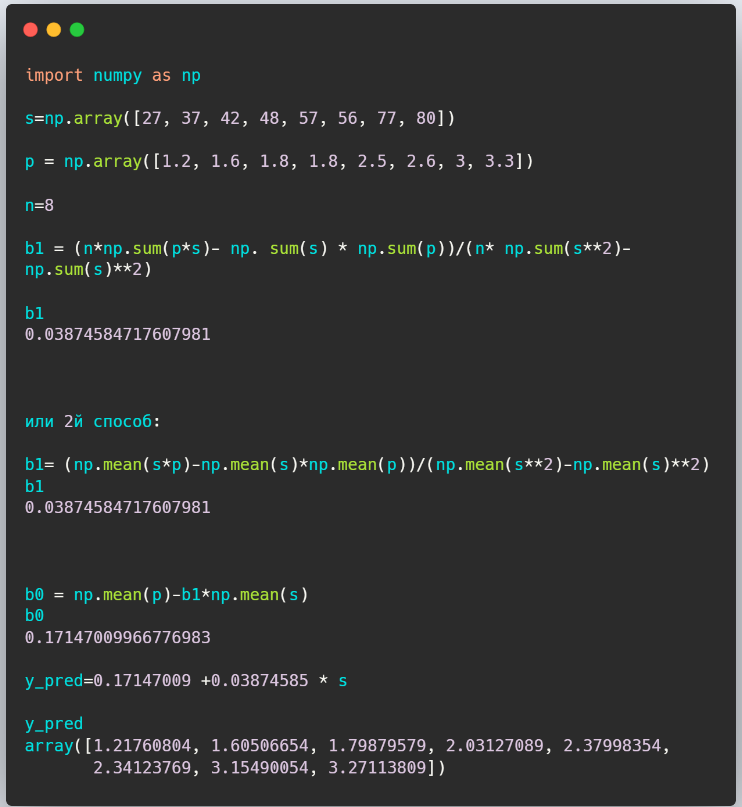 import numpy as np
s=np.array([27, 37, 42, 48, 57, 56, 77, 80])
p = np.array([1.2, 1.6, 1.8, 1.8, 2.5, 2.6, 3, 3.3])
n=8
b1 = (n*np.sum(p*s)- np. sum(s) * np.sum(p))/(n* np.sum(s**2)-
np.sum(s)**2)
b1
0.03874584717607981
или 2й способ:
b1= (np.mean(s*p)-np.mean(s)*np.mean(p))/(np.mean(s**2)-np.mean(s)**2)
b1
0.03874584717607981
b0 = np.mean(p)-b1*np.mean(s)
b0
0.17147009966776983
y_pred=0.17147009 +0.03874585 * s
y_pred
array([1.21760804, 1.60506654, 1.79879579, 2.03127089, 2.37998354,
2.34123769, 3.15490054, 3.27113809])